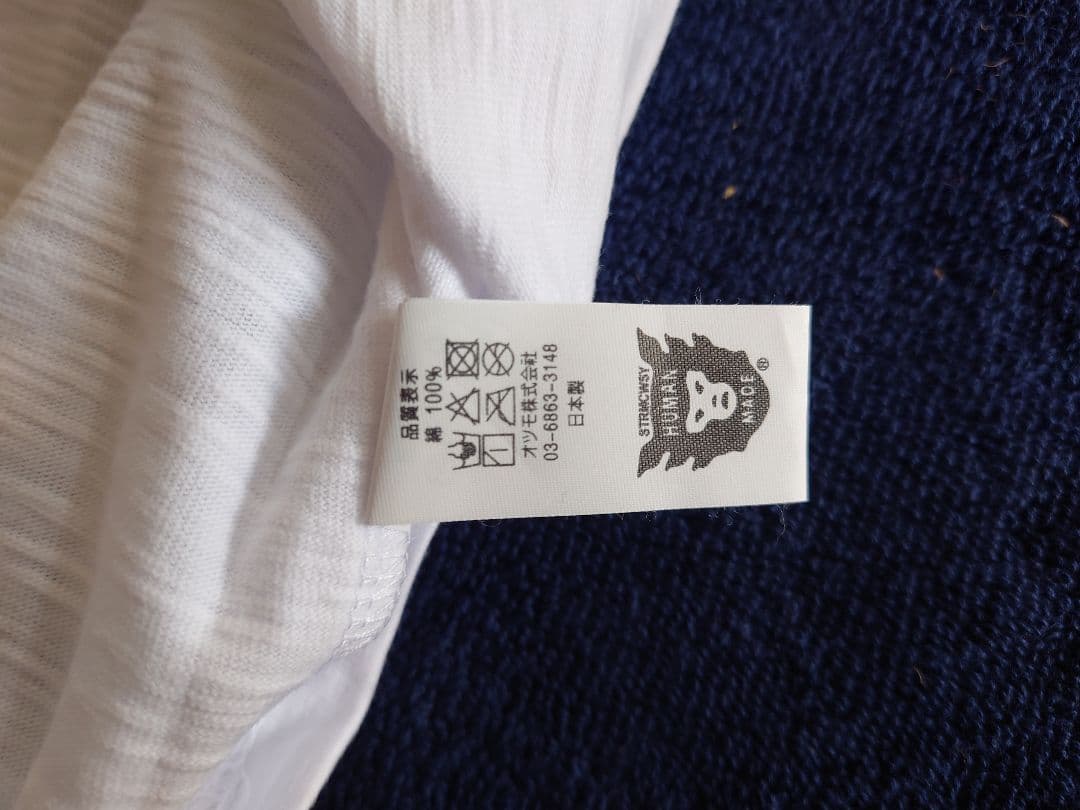 品質表示
綿 100%
オツモ株式会社
03-6863-3148
日本製
STRMCWSY
HUMAN
MADE
®